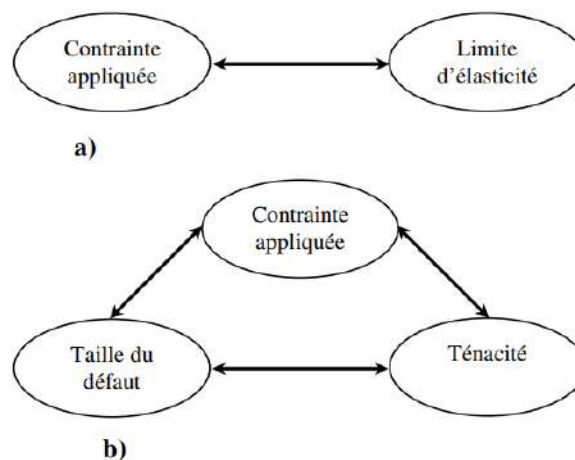 Contrainte
appliquée
Limite
d'élasticité
a)
Contrainte
appliquée
Taille du
défaut
Ténacité
b)